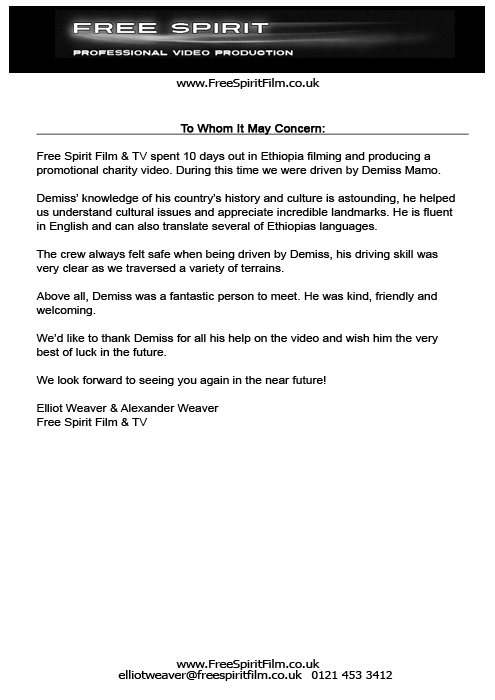 FREE SPIRIT
PROFESSIONAL VIDEO PRODUCTION
www.FreeSpiritFilm.co.uk
To Whom It May Concern:
Free Spirit Film & TV spent 10 days out in Ethiopia filming and producing a
promotional charity video. During this time we were driven by Demiss Mamo.
Demiss' knowledge of his country's history and culture is astounding, he helped
us understand cultural issues and appreciate incredible landmarks. He is fluent
in English and can also translate several of Ethiopias languages.
The crew always felt safe when being driven by Demiss, his driving skill was
very clear as we traversed a variety of terrains.
Above all, Demiss was a fantastic person to meet. He was kind, friendly and
welcoming.
We'd like to thank Demiss for all his help on the video and wish him the very
best of luck in the future.
We look forward to seeing you again in the near future!
Elliot Weaver & Alexander Weaver
Free Spirit Film & TV
www.FreeSpiritFilm.co.uk
elliotweaver@freespiritfilm.co.uk 0121 453 3412